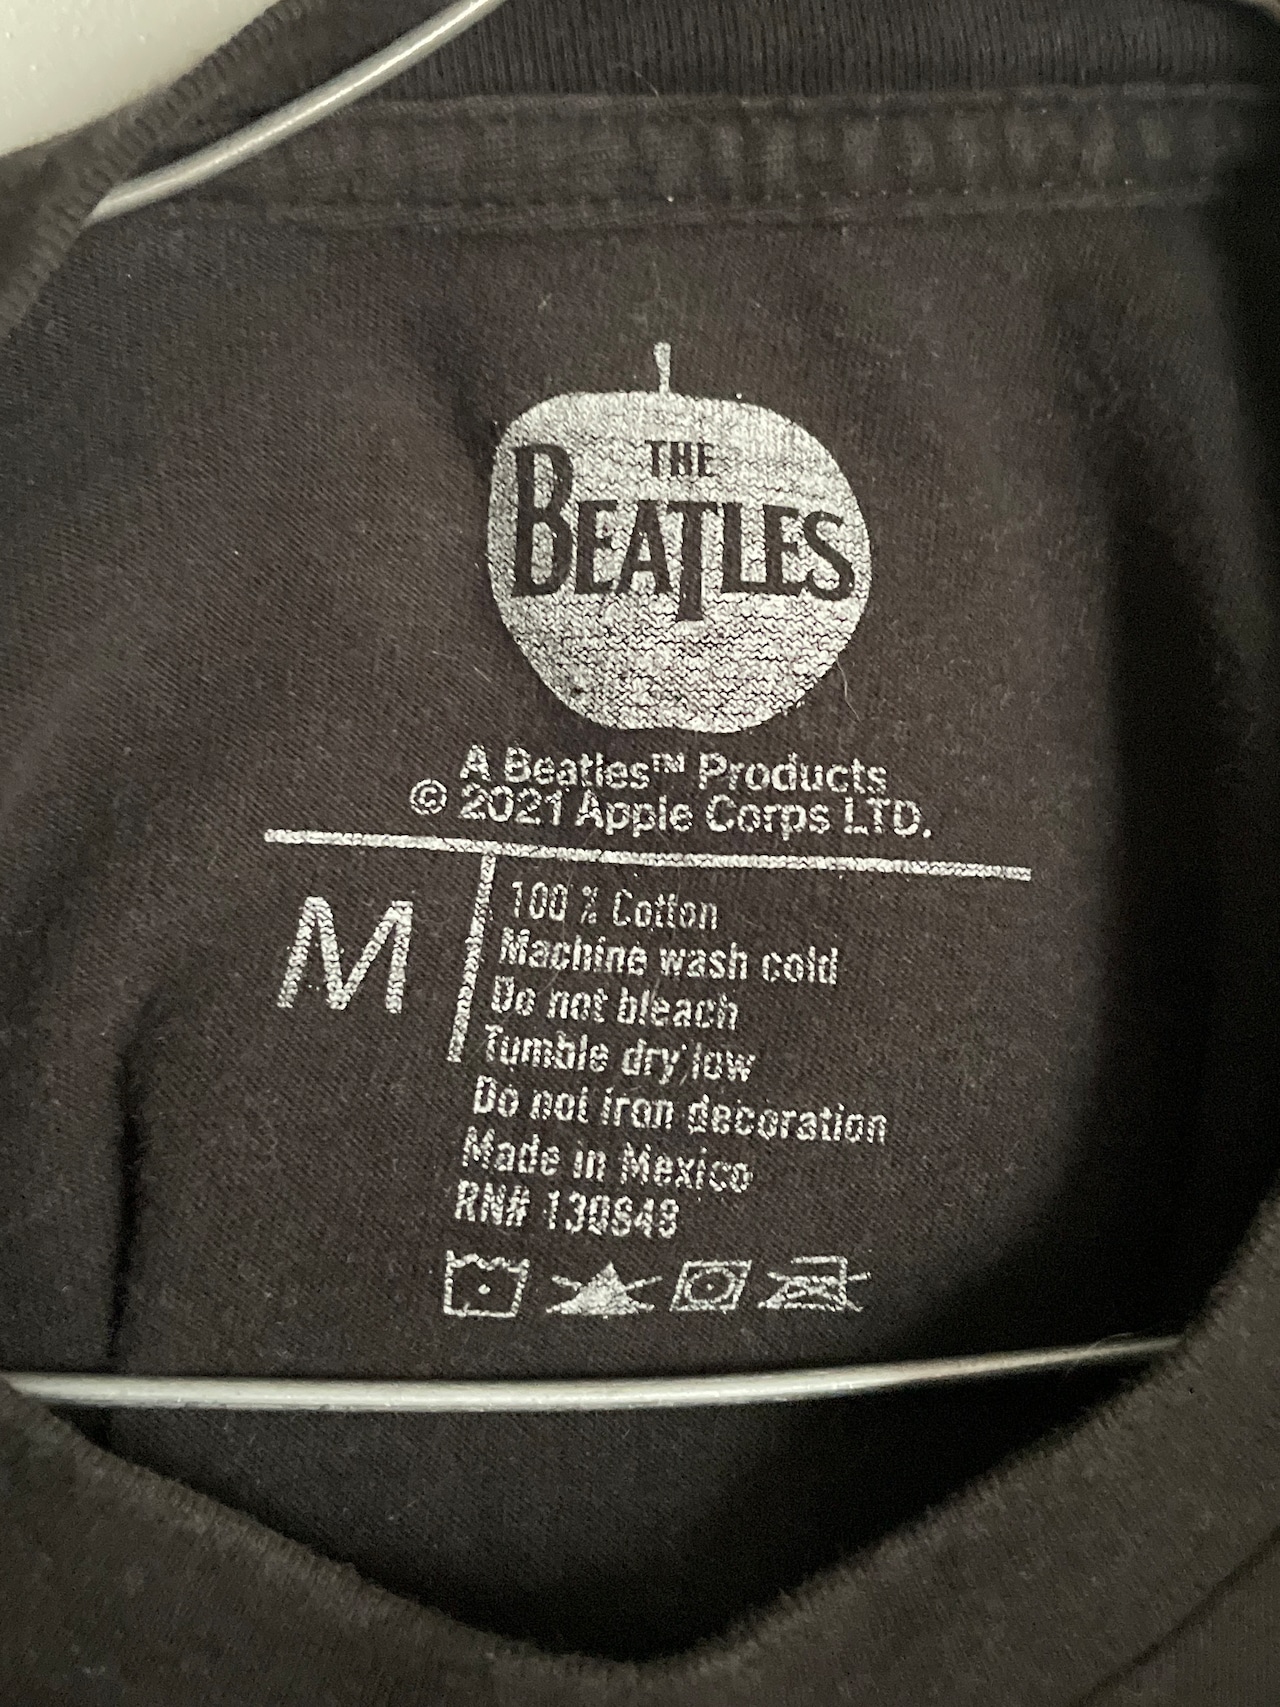 THE
BEATLES
A Beatles™ Products
© 2021 Apple Corps LTD.
M
100 % Cotton
Machine wash cold
Do not bleach
Tumble dry low
Do not iron decoration
Made in Mexico
RN#